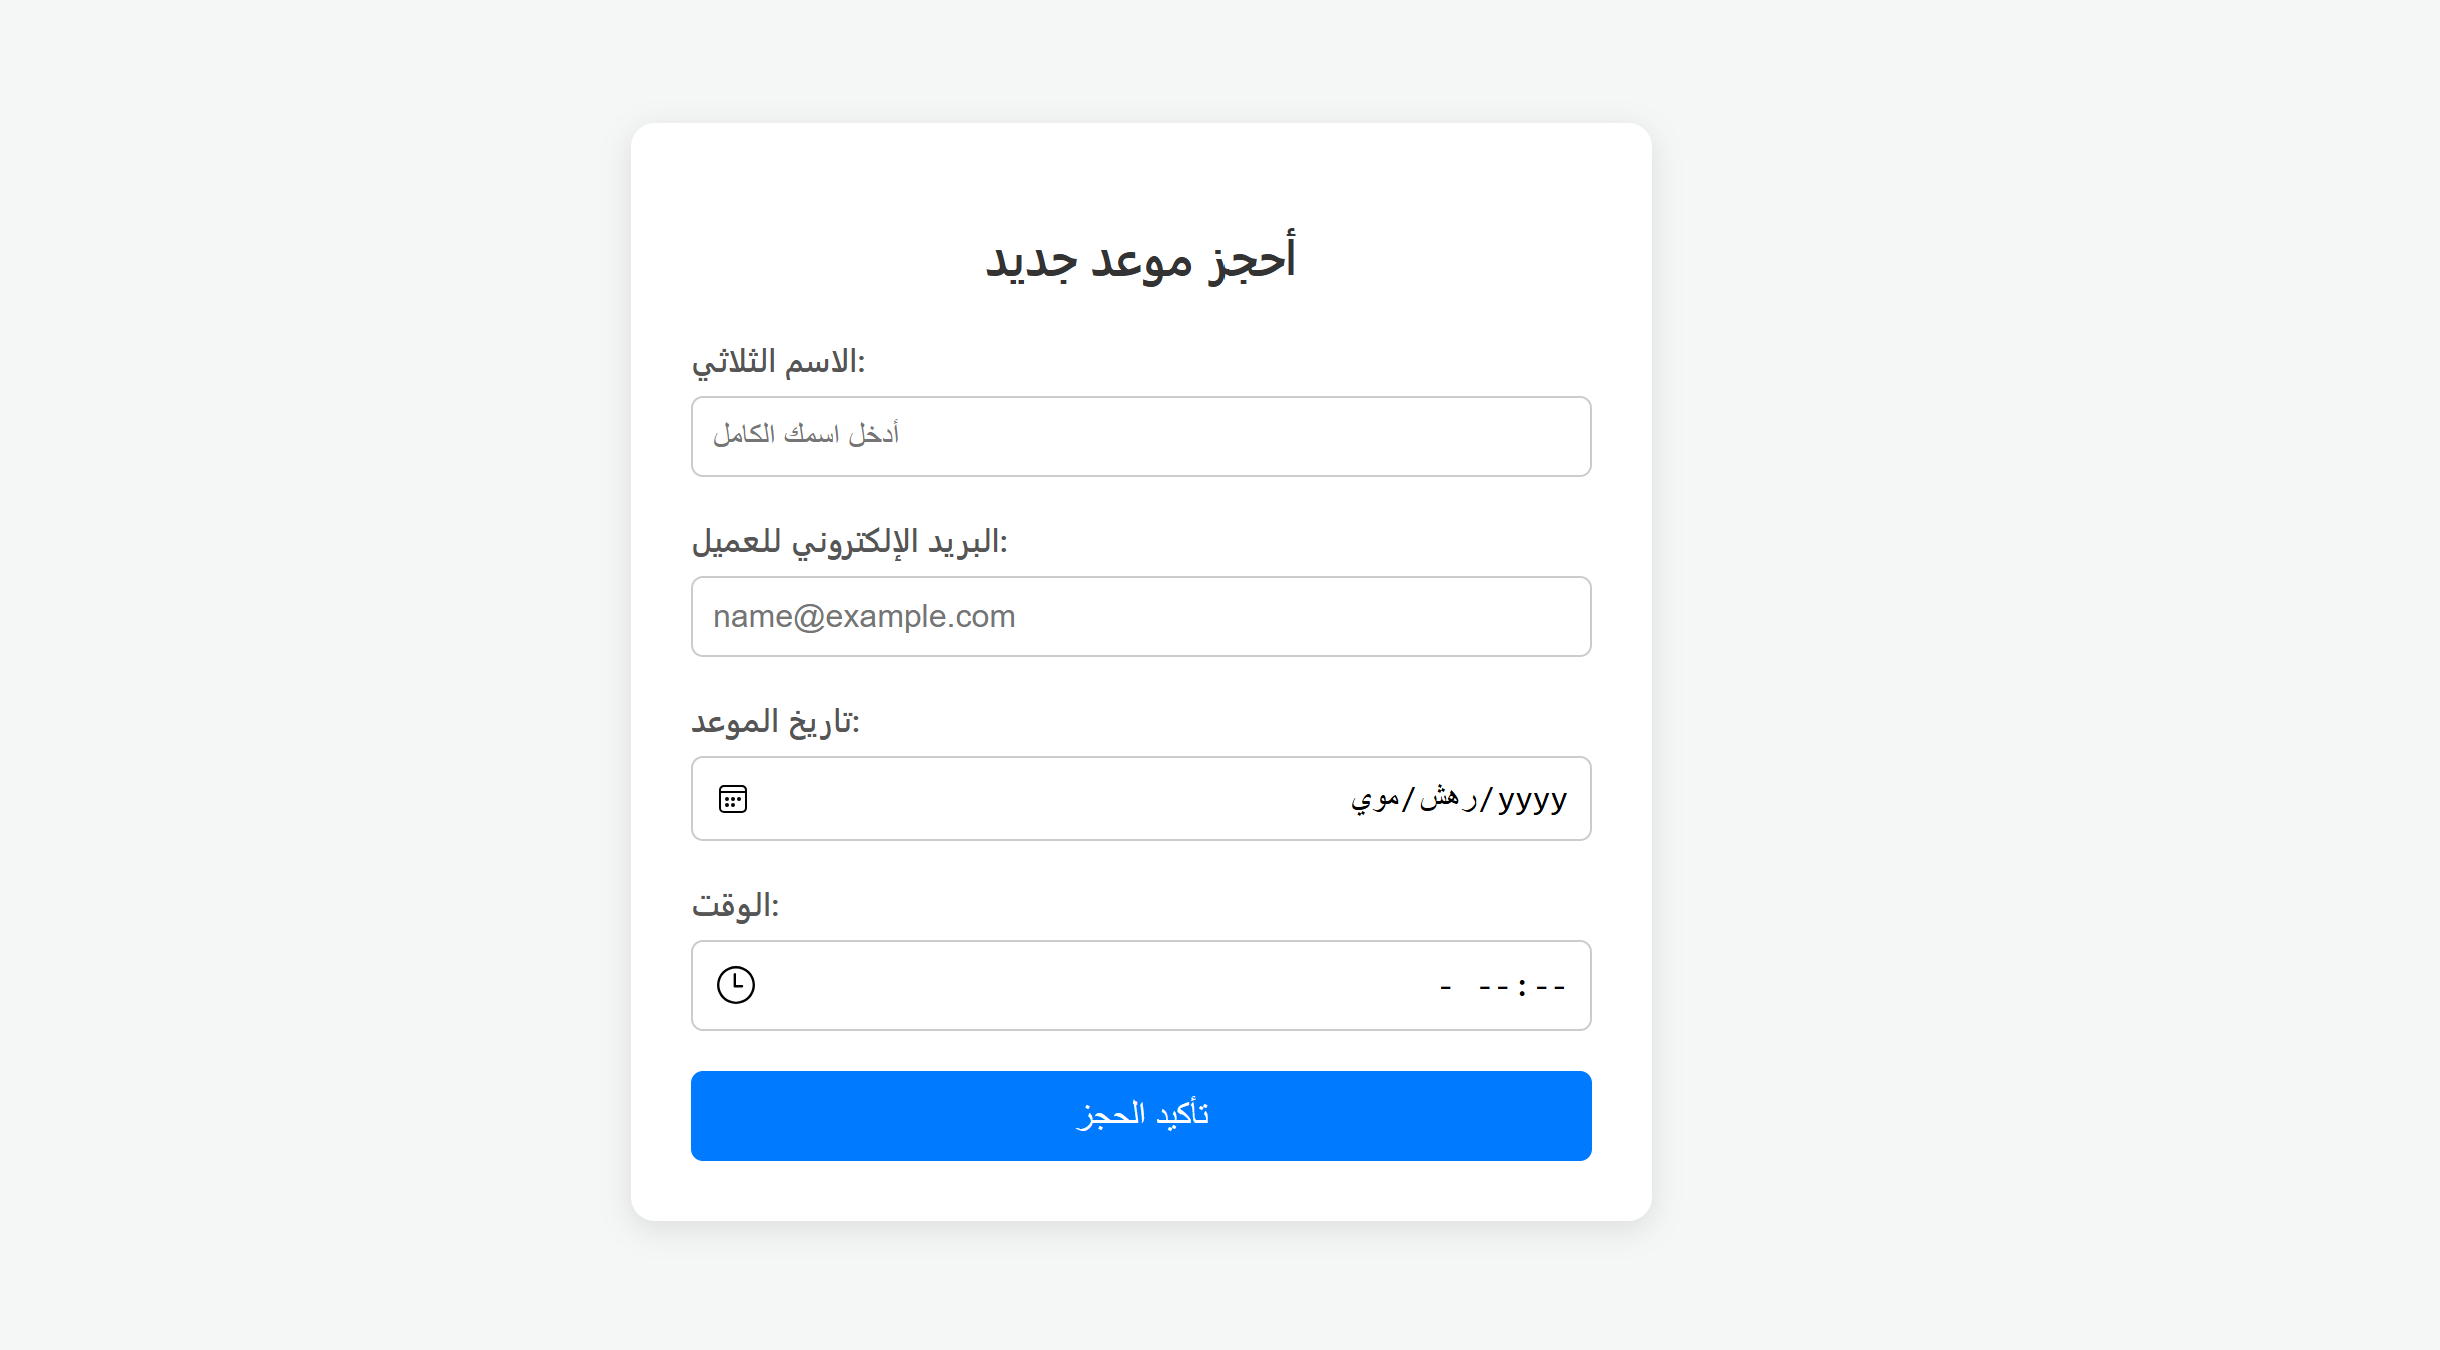 أحجز موعد جديد
الاسم الثلاثي:
أدخل اسمك الكامل
البريد الإلكتروني للعميل:
name@example.com
تاريخ الموعد:
yyyy/رهش/موي
الوقت:
--:-- -
تأكيد الحجز